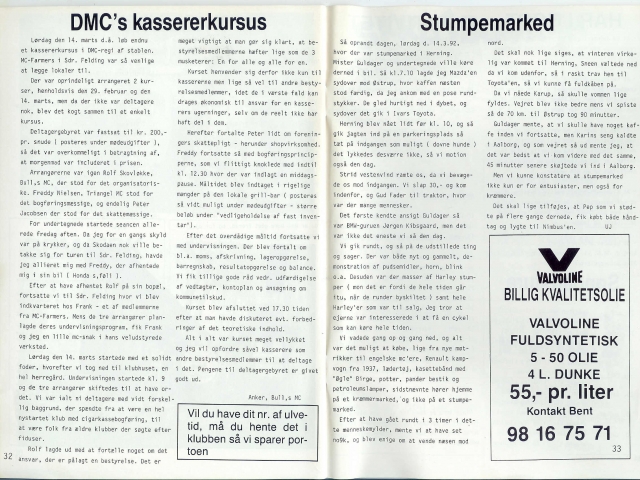 DMC's kassererkursus
Lørdag den 14. marts d.å. løb endnu
et kassererkursus i DMC-regi af stablen.
MC-Farmers i Sdr. Felding var så venlige
at lægge lokaler til.
Der var oprindeligt arrangeret 2 kur-
ser, henholdsvis den 29. februar og den
14. marts, men da der ikke var deltagere
nok, blev det kogt sammen til et enkelt
kursus.
Deltagergebyret var fastsat til kr. 200,-
pr. snude ( posteres under mødeudgifter ),
så det var overkommeligt i betragtning af,
at morgenmad var includeret i prisen.
Arrangørerne var igen Rolf Skovløkke,
Bull,s MC, der stod for det organisatoris-
ke. Freddy Nielsen, Triangel MC stod for
det bogføringsmæssige, og endelig Peter
Jacobsen der stod for det skattemæssige.
For undertegnede startede seancen alle-
rede fredag aften. Da jeg for en gangs skyld
var på krykker, og da Skodaen nok ville be-
takke sig for turen til Sdr. Felding, havde
jeg allieret mig med Freddy, der afhentede
mig i sin bil ( Honda s,føll ).
Efter at have afhentet Rolf på sin bopæl,
fortsatte vi til Sdr. Felding hvor vi blev
indkvarteret hos Frank - et af medlemmerne
fra MC-Farmers. Mens de tre arrangører plan-
lagde deres undervisningsprogram, fik Frank
og jeg en lille mc-snak i hans veludstyrede
værksted.
Lørdag den 14. marts startede med et solidt
foder, hvorefter vi tog ned til klubhuset, en
hel herregård. Undervisningen startede kl. 9
og de tre arrangører skiftedes til at have or-
det. Vi var ialt ni deltagere med vidt forskel-
lig baggrund, der spændte fra at være en hel
nystartet klub med cigarkassebogføring, til
at være folk fra ældre klubber der søgte efter
fiduser.
Rolf lagde ud med at fortælle noget om det
ansvar, der er pålagt en bestyrelse. Det er
32
meget vigtigt at man gør sig klart, at be-
styrelsesmedlemmerne hæfter lige som de 3
musketerer: En for alle og alle for en.
Kurset henvender sig derfor ikke kun til
kassererne men lige så vel til andre besty-
relsesmedlemmer, idet de i værste fald kan
drages økonomisk til ansvar for en kasse-
rers ugerninger, selv om de reelt ikke har
haft del i dem.
Herefter fortalte Peter lidt om forenin-
gers skattepligt - herunder shopvirksomhed.
Freddy fortsatte så med bogføringsprincip-
perne, som vi flittigt knoklede med indtil
kl. 12.30 hvor der var indlagt en middags-
pause. Måltidet blev indtaget i rigelige
mængder på den lokale grill-bar ( posteres
så vidt muligt under mødeudgifter - større
beløb under "vedligeholdelse af fast inven-
tar").
Efter det overdådige måltid fortsatte vi
med undervisningen. Der blev fortalt om
bl.a. moms, afskrivning, lageropgørelse,
børregnskab, resultatopgørelse og balance.
Vi fik tillige gode råd vedr. udfærdigelse
af vedtægter, kontoplan og ansøgning om
kommunetilskud.
Kurset blev afsluttet ved 17.30 tiden
efter at man havde diskuteret evt. forbed-
ringer af det teoretiske indhold.
Alt i alt var kurset meget vellykket
og jeg vil opfordre såvel kasserere som
andre bestyrelsesmedlemmer til at deltage
i det. Pengene til deltagergebyret er givet
godt ud.
Anker, Bull,s MC
Vil du have dit nr. af ulve-
tid, må du hente det i
klubben så vi sparer por-
toen
Stumpemarked
Så oprandt dagen, lørdag d. 14.3.92,
hvor der var stumpemarked i Herning.
Mister Guldager og undertegnede ville køre
derned i bil. Så kl.7.10 lagde jeg Mazda'en
sydover mod Østrup, hvor kaffen næsten
stod færdig, da jeg ankom med en pose rund-
stykker. De gled hurtigt ned i dybet, og
sydover det gik i Ivars Toyota.
Herning blev nået lidt før kl. 10, og så
gik jagten ind på en parkeringsplads så
tæt på indgangen som muligt ( dovne hunde )
det lykkedes desværre ikke, så vi motion
også den dag.
Strid vestenvind røg os, da vi bevæge-
de os mod indgangen. Vi slap 30,- og kom
indenfor, og Gud fader til trækfor, hvor
var der mange mennesker.
Det første kendte ansigt Guldager så
var BMW-guruen Jørgen Kibsgaard, men det
var ikke det eneste vi så den dag.
Vi gik rundt, og så på de udstillede ting
og sager. Der var både nyt og gammelt, de-
monstration af pudsemidler, horn, blink
o.a. Desuden var der masser af Harley stum-
per ( mon det er fordi de hele tiden går
itu, når de runder bynskiltet ) samt hele
Harley'er som var til salg. Jeg tror at
ejerne var interesserede i at få en cykel
som kan køre hele tiden.
Vi vadede gang op og gang ned, og alt
var det muligt at købe, lige fra nye møt-
rikker til engelske mc'ere, Renault kamp-
vogn fra 1937, lædertøj, kasettebånd med
"Øgle" Birge, potter, pander bestik og
petroleumslamper, sidstnævnte hører hjemme
på et kræmmermarked, og ikke på et stumpe-
marked.
Efter at have gået rundt i 3 timer i det-
te menneskemylder, mente vi at have set
nok, og blev enige om at vende næsen mod
nord.
Det skal nok lige siges, at vinteren virke-
lig var kommet til Herning. Sneen væltede ned
da vi kom udenfor, så i rask trav hen til
Toyota'en, så vi kunne få fuldkåben på.
Da vi nåede Karup, så skulle vommen lige
fyldes. Vejret blev ikke bedre mens vi spiste
så de 70 km. til Østrup tog 90 minutter.
Guldager mente, at vi skulle have noget kaf-
fe inden vi fortsatte, men Karins seng kaldte
i Aalborg, og som vejret så ud mente jeg, at
det var bedst at vi kom videre med det samme,
45 minutter senere skøjtede vi ind i Aalborg.
Men vi kunne konstatere at stumpemarked
ikke kun er for entusiaster, men også for
kræmmere.
Det skal lige tilføjes, at Pap som vi stød-
te på flere gange dernede, fik købt både hånd-
tag og lygte til Nimbus'en. UJ
V
VALVOLINE
BILLIG KVALITETSOLIE
VALVOLINE
FULDSYNTETISK
5 - 50 OLIE
4 L. DUNKE
55,- pr. liter
Kontakt Bent
98 16 75 71
33